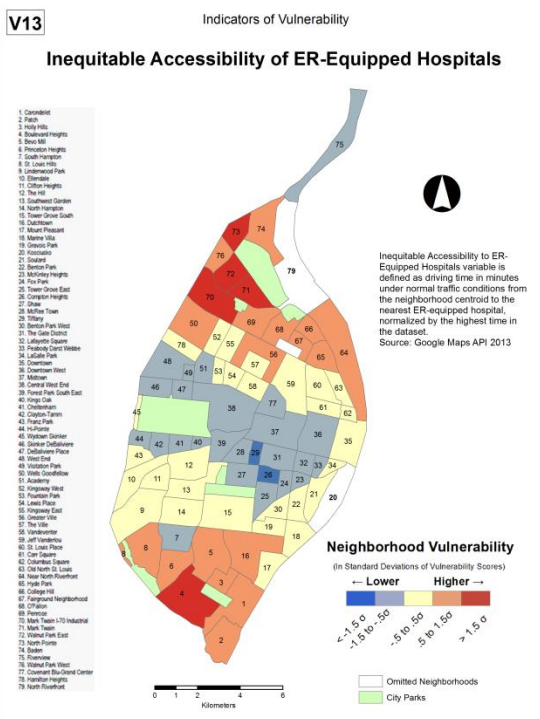 V13
Indicators of Vulnerability
Inequitable Accessibility of ER-Equipped Hospitals
1. Carondelet
2. Patch
3. Holly Hills
4. Boulevard Heights
5. Bevo Mill
6. Princeton Heights
7. South Hampton
8. St. Louis Hills
9. Lindenwood Park
10. Ellendale
11. Clifton Heights
12. The Hill
13. Southwest Garden
14. North Hampton
15. Tower Grove South
16. Dutchtown
17. Mount Pleasant
18. Marine Villa
19. Gravois Park
20. Kosciusko
21. Soulard
22. Benton Park
23. McKinley Heights
24. Fox Park
25. Tower Grove East
26. Compton Heights
27. Shaw
28. McRee Town
29. Tiffany
30. Benton Park West
31. The Gate District
32. Lafayette Square
33. Peabody Darst Webbe
34. LaSalle Park
35. Downtown
36. Downtown West
37. Midtown
38. Central West End
39. Forest Park South East
40. Kings Oak
41. Cheltenham
42. Clayton-Tamm
43. Franz Park
44. Hi-Pointe
45. Wydown Skinker
46. Skinker DeBaliviere
47. DeBaliviere Place
48. West End
49. Visitation Park
50. Wells Goodfellow
51. Academy
52. Kingsway West
53. Fountain Park
54. Lewis Place
55. Kingsway East
56. Greater Ville
57. The Ville
58. Vandeventer
59. Jeff Vanderlou
60. St. Louis Place
61. Carr Square
62. Columbus Square
63. Old North St. Louis
64. Near North Riverfront
65. Hyde Park
66. College Hill
67. Fairground Neighborhood
68. O'Fallon
69. Penrose
70. Mark Twain I-70 Industrial
71. Mark Twain
72. Walnut Park East
73. North Pointe
74. Baden
75. Riverview
76. Walnut Park West
77. Covenant Blu-Grand Center
78. Hamilton Heights
79. North Riverfront
75
73
74
76
72
79
70
71
50
69
68
66
52
55
56
67
65
64
78
57
48
51
53
54
58
59
60
63
49
46
47
77
61
62
45
38
37
36
35
44
42
41
40
39
43
28
29
31
32
33
34
12
27
26
24
23
10
11
13
25
22
21
20
9
14
15
30
19
18
7
8
8
5
16
6
17
3
4
1
2
Inequitable Accessibility to ER-
Equipped Hospitals variable is
defined as driving time in minutes
under normal traffic conditions from
the neighborhood centroid to the
nearest ER-equipped hospital,
normalized by the highest time in
the dataset.
Source: Google Maps API 2013
Neighborhood Vulnerability
(In Standard Deviations of Vulnerability Scores)
← Lower Higher →
< -1.5 σ
-1.5 to -.5σ
-.5 to .5σ
.5 to 1.5σ
> 1.5 σ
Omitted Neighborhoods
City Parks
0 1 2 4 6
Kilometers